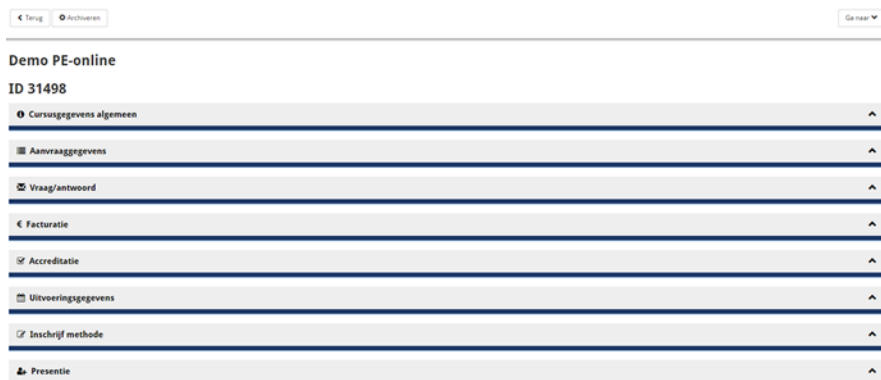 Terug Archiveren Ga naar
Demo PE-online
ID 31498
Cursusgegevens algemeen
Aanvraaggegevens
Vraag/antwoord
€ Facturatie
Accreditatie
Uitvoeringsgegevens
Inschrijf methode
Presentie